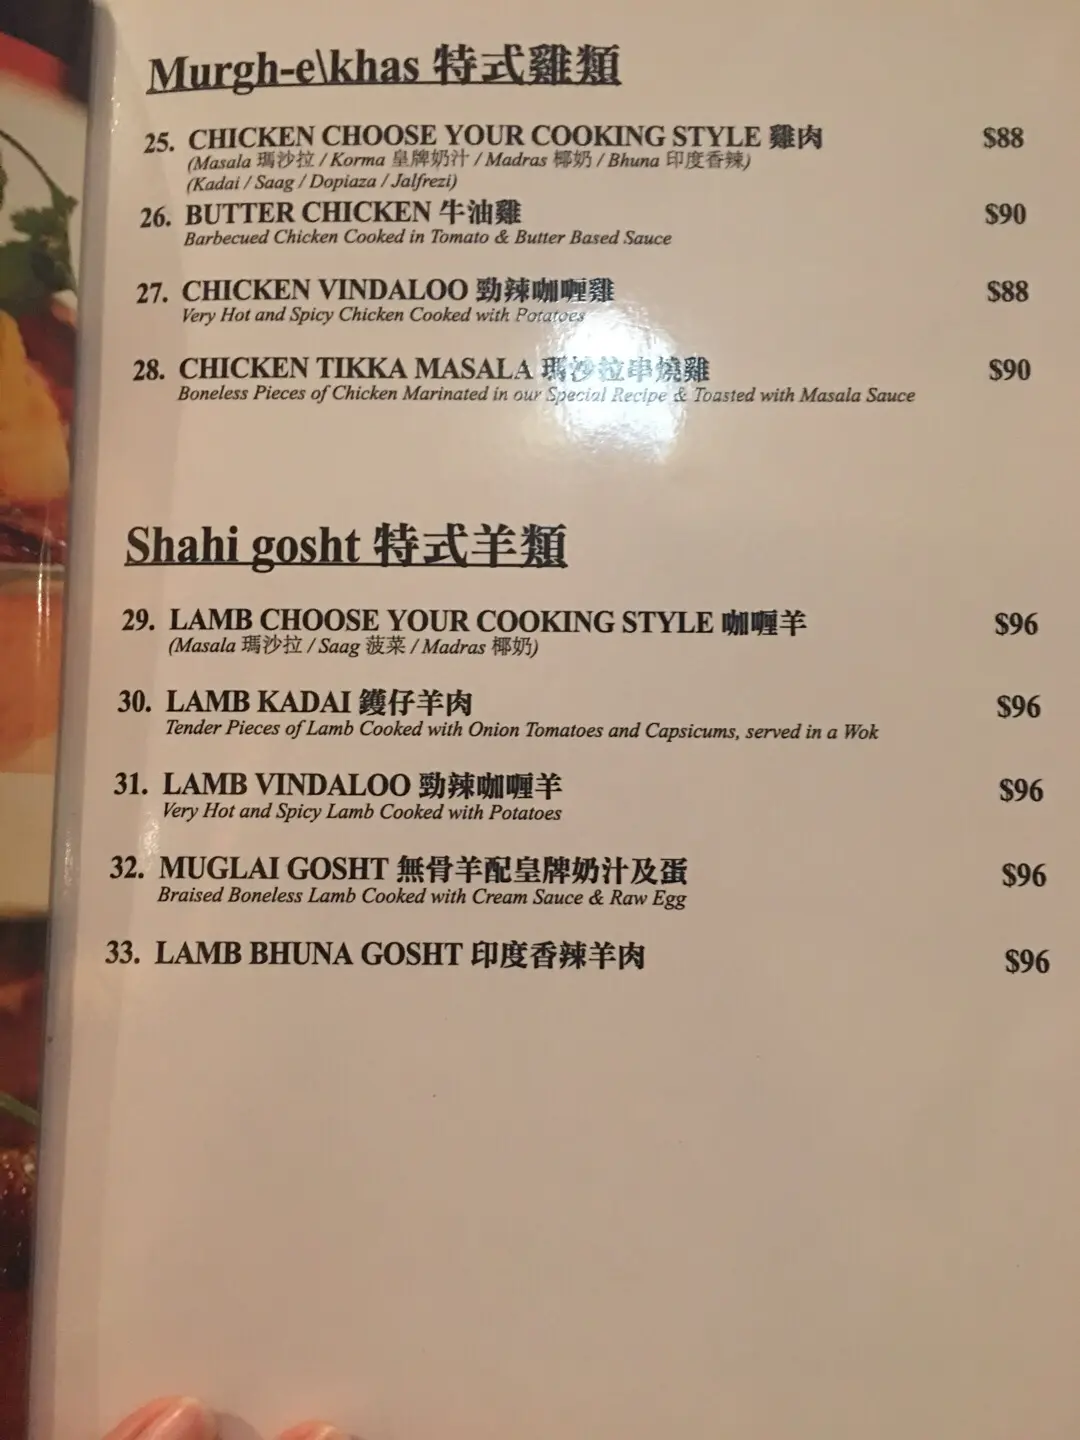 Murgh-e\khas 特式雞類
25. CHICKEN CHOOSE YOUR COOKING STYLE 雞肉 $88
(Masala 瑪沙拉 / Korma 皇牌奶汁 / Madras 椰奶 / Bhuna 印度香辣)
(Kadai / Saag / Dopiaza / Jalfrezi)
26. BUTTER CHICKEN 牛油雞 $90
Barbecued Chicken Cooked in Tomato & Butter Based Sauce
27. CHICKEN VINDALOO 勁辣咖喱雞 $88
Very Hot and Spicy Chicken Cooked with Potatoes
28. CHICKEN TIKKA MASALA 瑪沙拉串燒雞 $90
Boneless Pieces of Chicken Marinated in our Special Recipe & Toasted with Masala Sauce
Shahi gosht 特式羊類
29. LAMB CHOOSE YOUR COOKING STYLE 咖喱羊 $96
(Masala 瑪沙拉 / Saag 菠菜 / Madras 椰奶)
30. LAMB KADAI 鑊仔羊肉 $96
Tender Pieces of Lamb Cooked with Onion Tomatoes and Capsicums, served in a Wok
31. LAMB VINDALOO 勁辣咖喱羊 $96
Very Hot and Spicy Lamb Cooked with Potatoes
32. MUGLAI GOSHT 無骨羊配皇牌奶汁及蛋 $96
Braised Boneless Lamb Cooked with Cream Sauce & Raw Egg
33. LAMB BHUNA GOSHT 印度香辣羊肉 $96